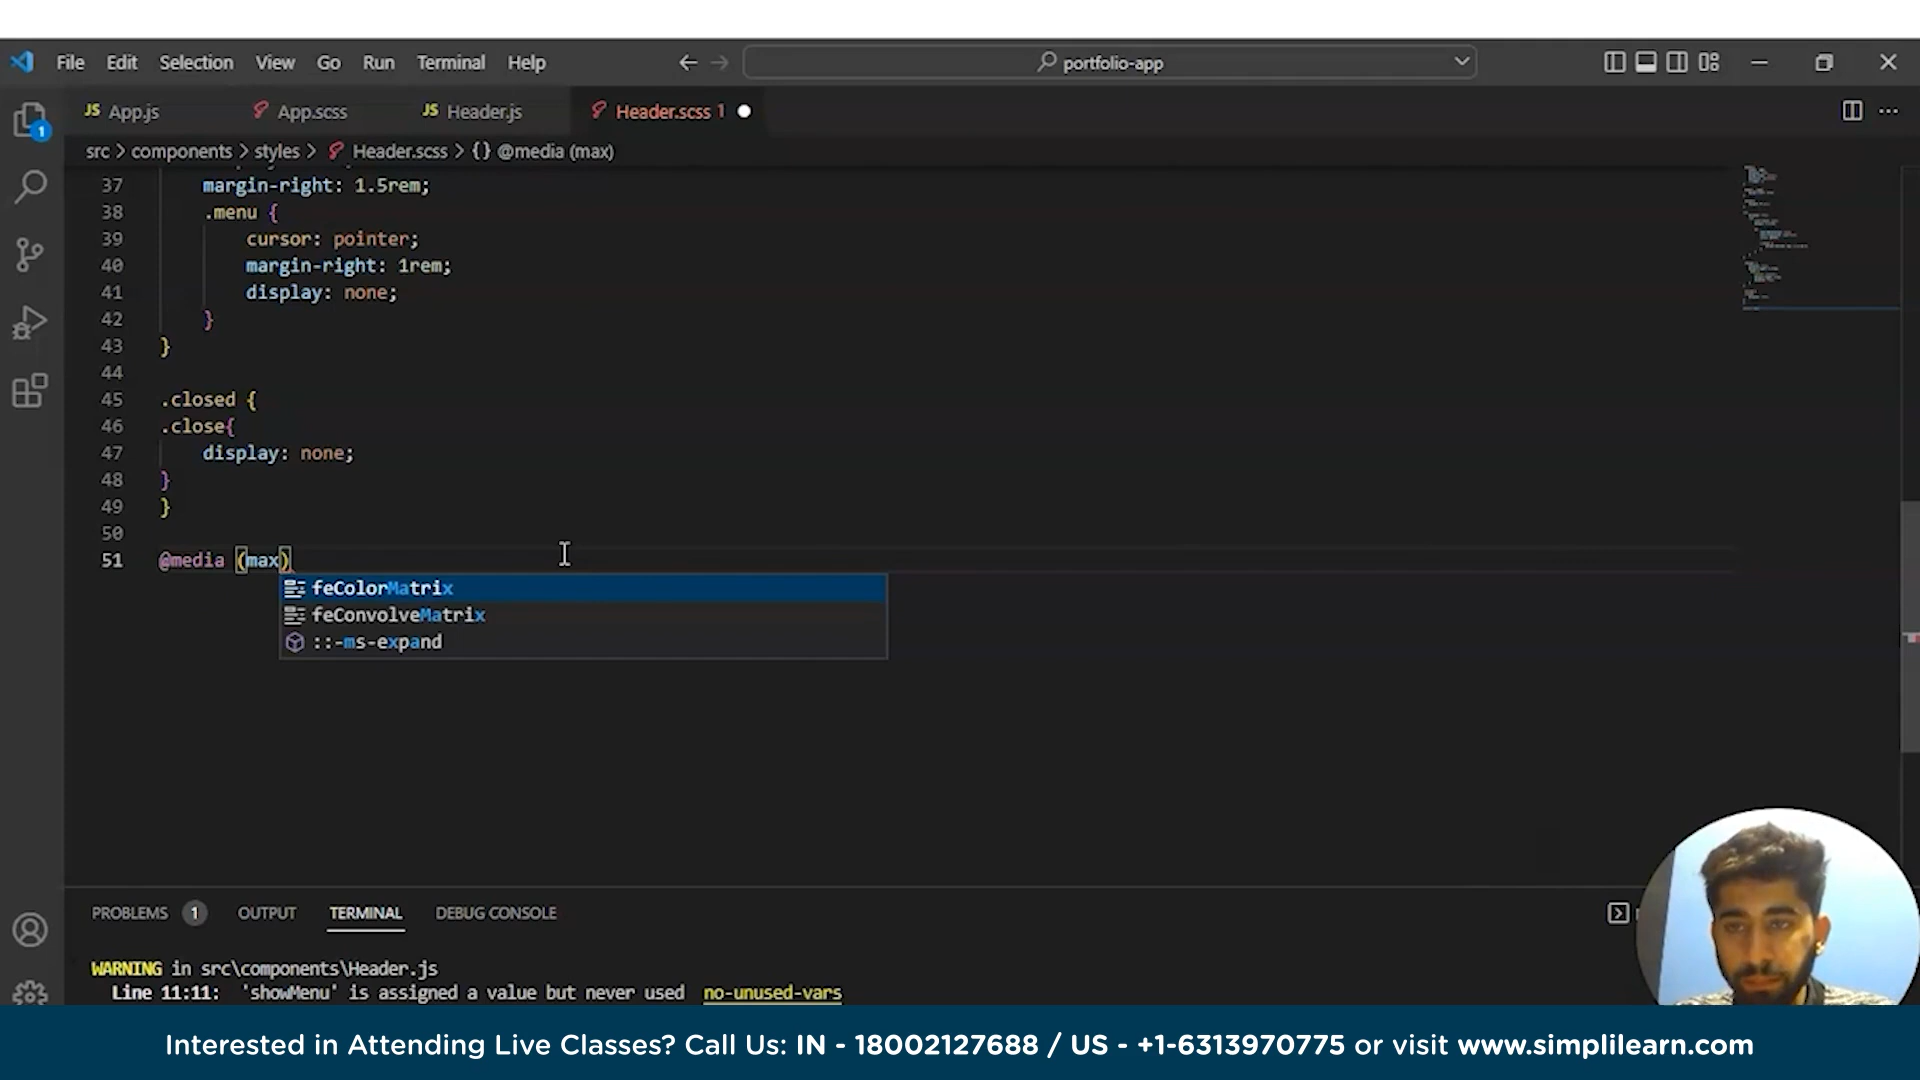 File Edit Selection View Go Run Terminal Help
portfolio-app
1
JS App.js
App.scss
JS Header.js
Header.scss 1
src > components > styles > Header.scss > {} @media (max)
37 margin-right: 1.5rem;
38 .menu {
39 cursor: pointer;
40 margin-right: 1rem;
41 display: none;
42 }
43 }
44
45 .closed {
46 .close{
47 display: none;
48 }
49 }
50
51 @media (max)
feColorMatrix
feConvolveMatrix
::-ms-expand
PROBLEMS 1 OUTPUT TERMINAL DEBUG CONSOLE
WARNING in src\components\Header.js
Line 11:11: 'showMenu' is assigned a value but never used no-unused-vars
Interested in Attending Live Classes? Call Us: IN - 18002127688 / US - +1-6313970775 or visit www.simplilearn.com